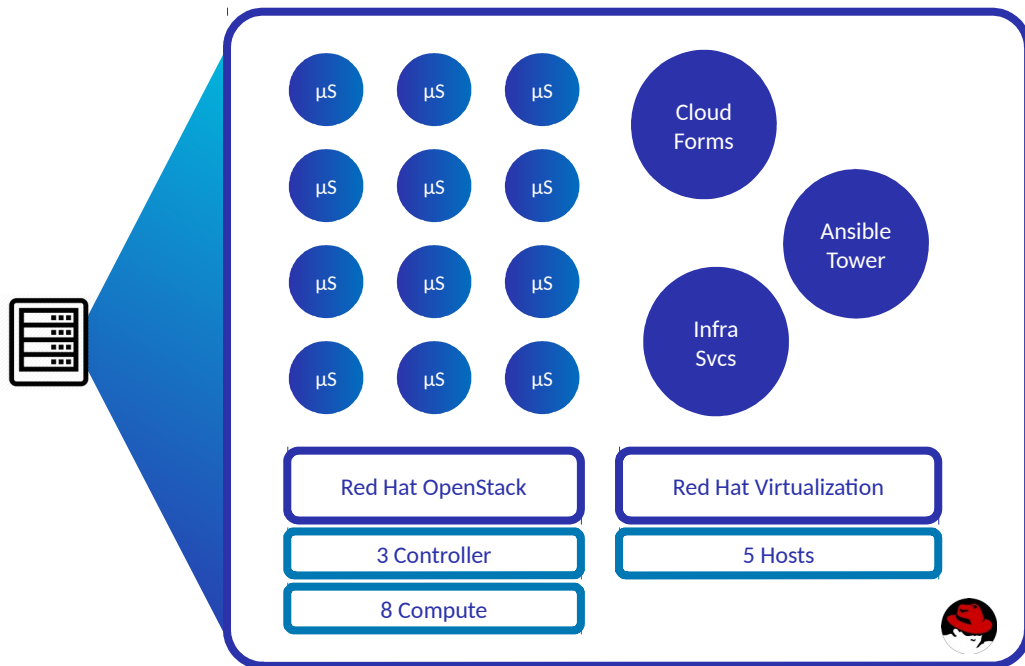 µS
µS
µS
µS
µS
µS
µS
µS
µS
µS
µS
µS
Cloud
Forms
Ansible
Tower
Infra
Svcs
Red Hat OpenStack
3 Controller
8 Compute
Red Hat Virtualization
5 Hosts